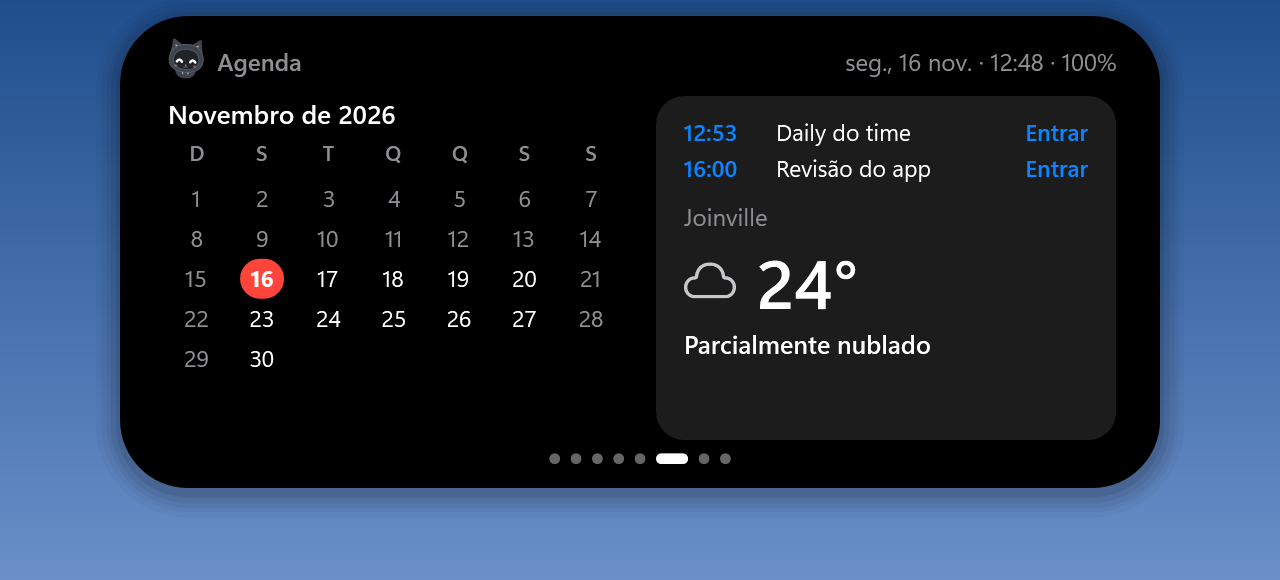 Agenda
seg., 16 nov. · 12:48 · 100%
Novembro de 2026
D S T Q Q S S
1 2 3 4 5 6 7
8 9 10 11 12 13 14
15 16 17 18 19 20 21
22 23 24 25 26 27 28
29 30
12:53 Daily do time Entrar
16:00 Revisão do app Entrar
Joinville
24°
Parcialmente nublado